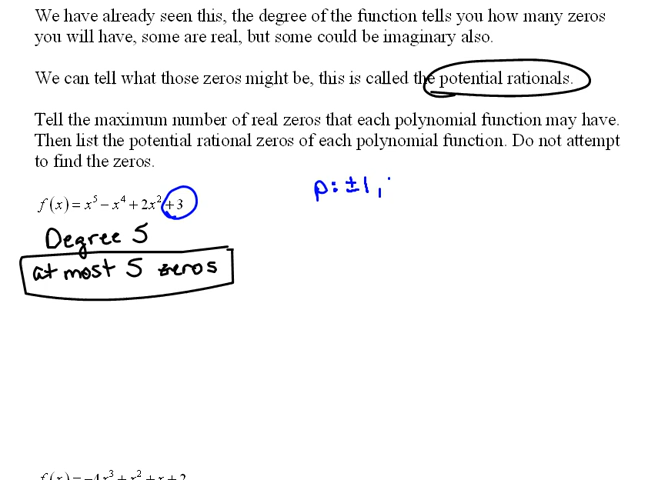 We have already seen this, the degree of the function tells you how many zeros
you will have, some are real, but some could be imaginary also.
We can tell what those zeros might be, this is called the potential rationals.
Tell the maximum number of real zeros that each polynomial function may have.
Then list the potential rational zeros of each polynomial function. Do not attempt
to find the zeros.
p: ±1,
f(x) = x⁵ − x⁴ + 2x² + 3
Degree 5
at most 5 zeros